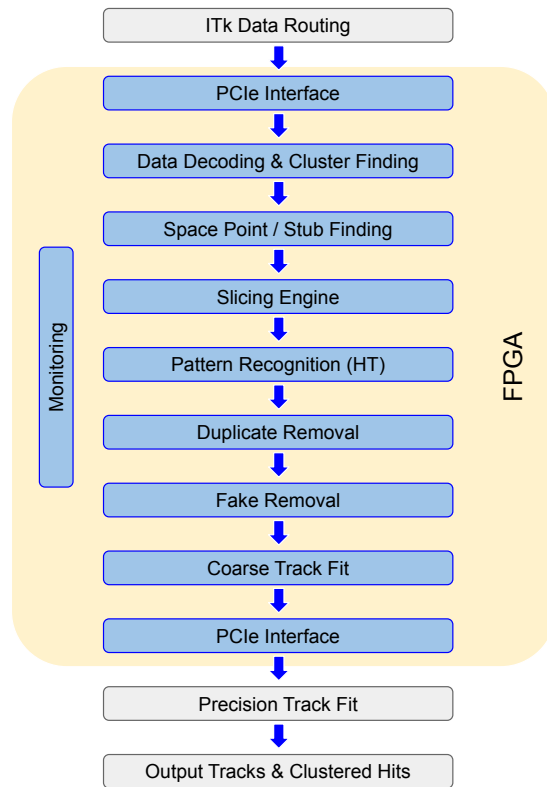 ITk Data Routing
PCIe Interface
Data Decoding & Cluster Finding
Space Point / Stub Finding
Slicing Engine
Pattern Recognition (HT)
Duplicate Removal
Fake Removal
Coarse Track Fit
PCIe Interface
Monitoring
FPGA
Precision Track Fit
Output Tracks & Clustered Hits